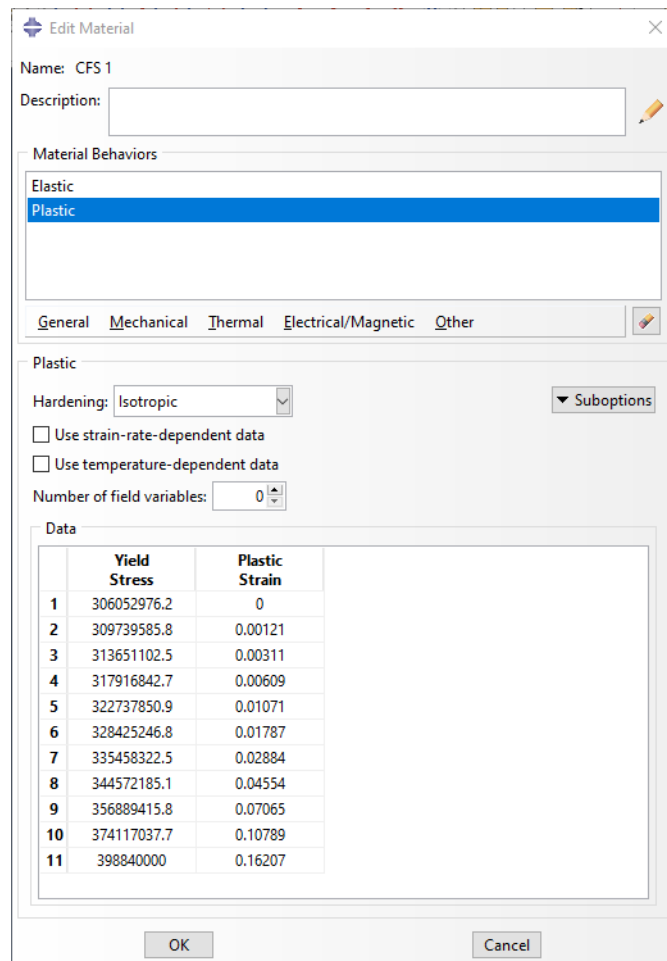 Edit Material
Name: CFS 1
Description:
Material Behaviors
Elastic
Plastic
General Mechanical Thermal Electrical/Magnetic Other
Plastic
Hardening: Isotropic Suboptions
Use strain-rate-dependent data
Use temperature-dependent data
Number of field variables: 0
Data
Yield Plastic
Stress Strain
1 306052976.2 0
2 309739585.8 0.00121
3 313651102.5 0.00311
4 317916842.7 0.00609
5 322737850.9 0.01071
6 328425246.8 0.01787
7 335458322.5 0.02884
8 344572185.1 0.04554
9 356889415.8 0.07065
10 374117037.7 0.10789
11 398840000 0.16207
OK Cancel